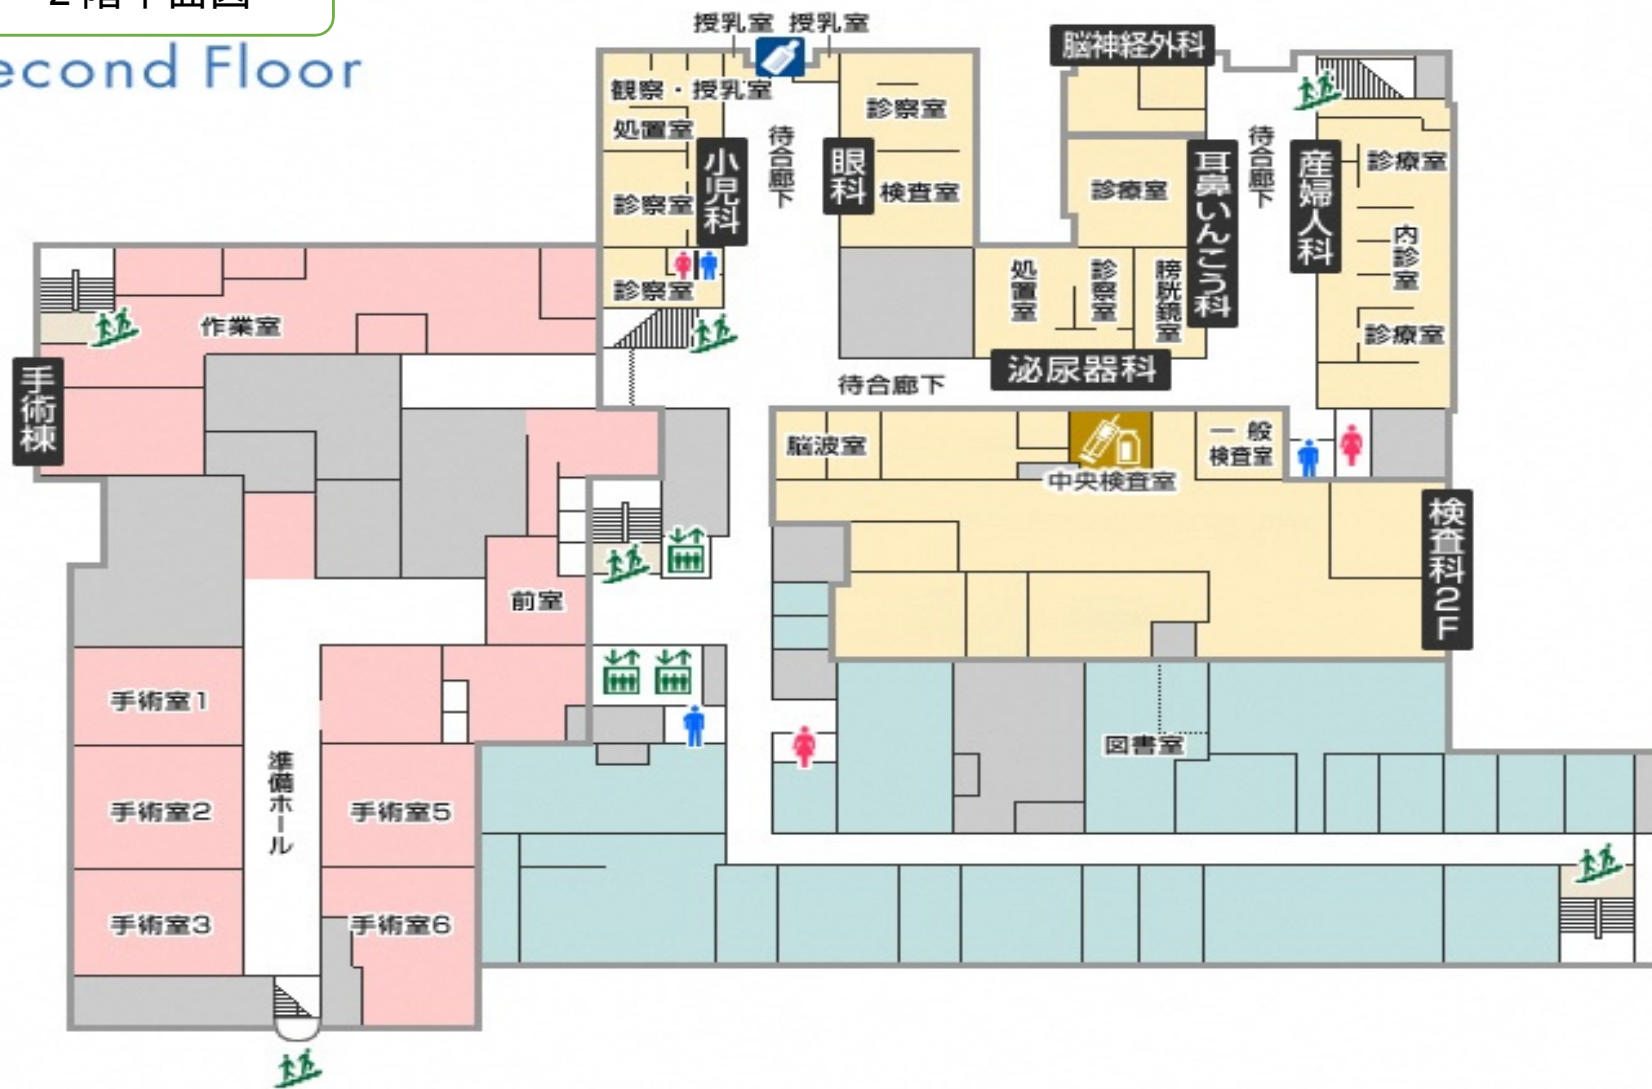 2階平面図
econd Floor
授乳室 授乳室
脳神経外科
観察・授乳室
処置室
診察室
診察室
小児科
待合廊下
眼科
診察室
検査室
診療室
耳鼻いんこう科
待合廊下
産婦人科
診療室
内診室
診療室
処置室
診察室
膀胱鏡室
泌尿器科
待合廊下
作業室
手術棟
脳波室
中央検査室
一般
検査室
検査科2F
前室
手術室1
手術室2
手術室3
準備ホール
手術室5
手術室6
図書室